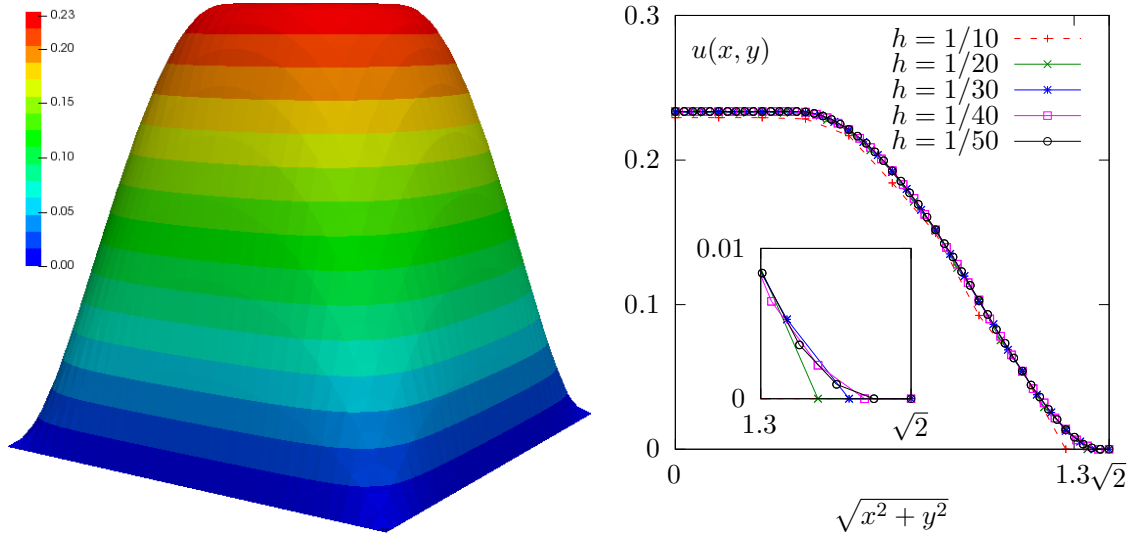 0.23
0.20
0.15
0.10
0.05
0.00
0.3
0.2
0.1
0
u(x, y)
h = 1/10
h = 1/20
h = 1/30
h = 1/40
h = 1/50
0.01
0
1.3
√2
0
1.3
√2
√x² + y²